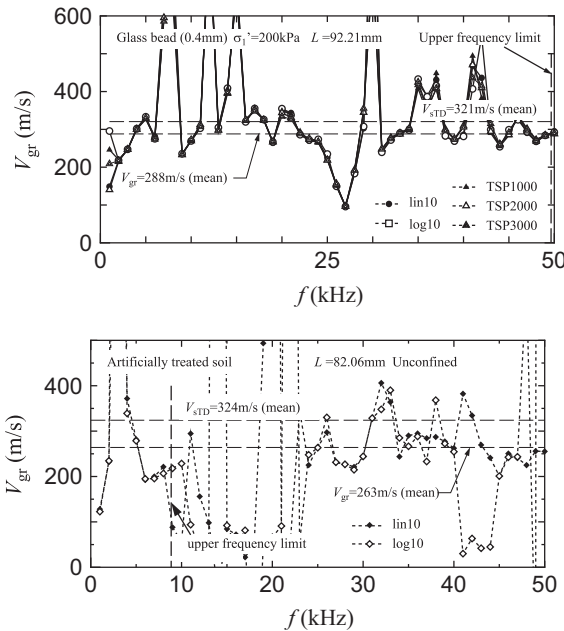 Glass bead (0.4mm) σ1'=200kPa L =92.21mm
Upper frequency limit
600
400
200
0
Vgr (m/s)
VsTD=321m/s (mean)
Vgr=288m/s (mean)
lin10
log10
TSP1000
TSP2000
TSP3000
0
25
50
f (kHz)
Artificially treated soil
L =82.06mm Unconfined
400
200
0
Vgr (m/s)
VsTD=324m/s (mean)
Vgr=263m/s (mean)
upper frequency limit
lin10
log10
0
10
20
30
40
50
f (kHz)